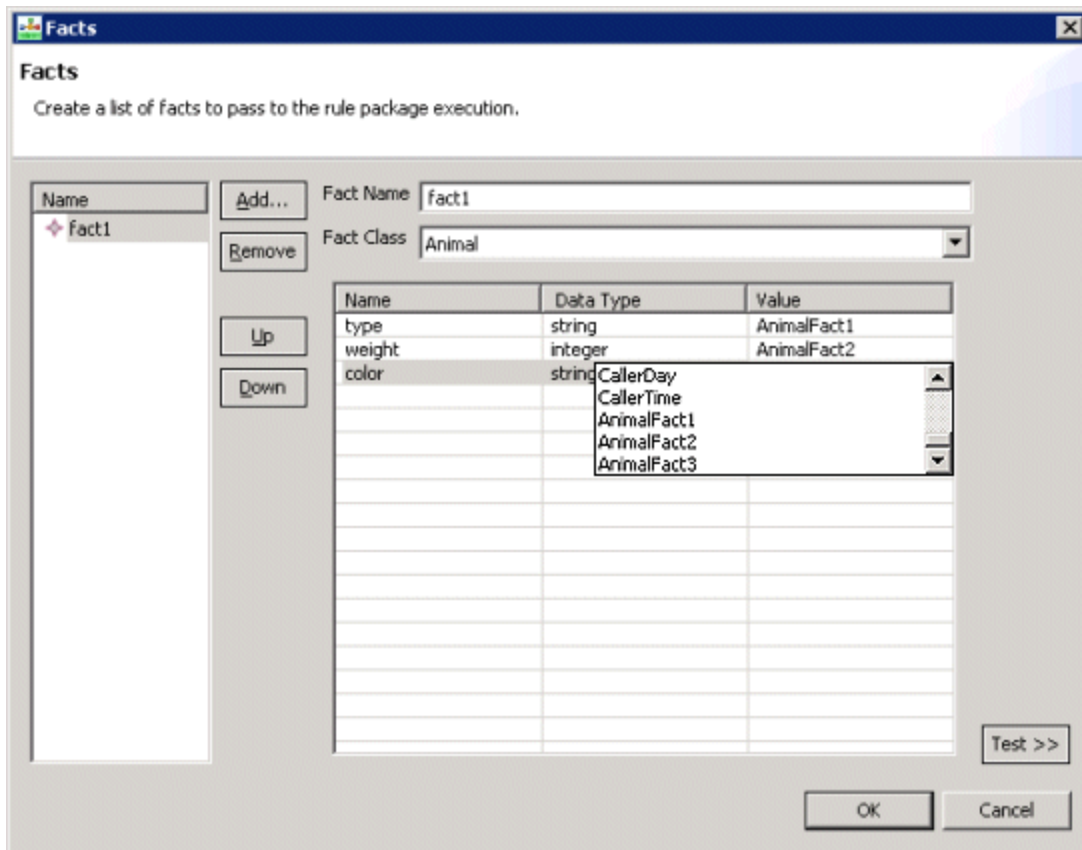 Facts
Facts
Create a list of facts to pass to the rule package execution.
Name
fact1
Add...
Remove
Up
Down
Fact Name fact1
Fact Class Animal
Name Data Type Value
type string AnimalFact1
weight integer AnimalFact2
color string
CallerDay
CallerTime
AnimalFact1
AnimalFact2
AnimalFact3
Test >>
OK Cancel